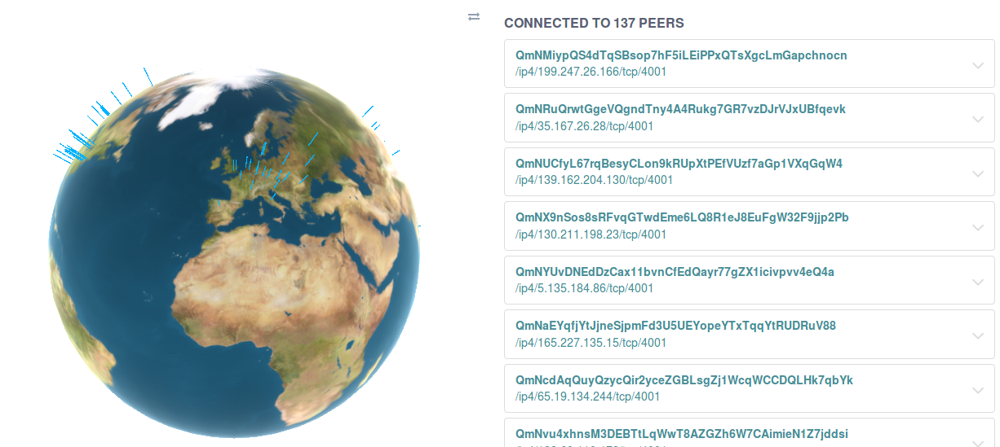 CONNECTED TO 137 PEERS
QmNMiypQS4dTqSBsop7hF5iLEiPPxQTsXgcLmGapchnocn
/ip4/199.247.26.166/tcp/4001
QmNRuQrwtGgeVQgndTny4A4Rukg7GR7vzDJrVJxUBfqevk
/ip4/35.167.26.28/tcp/4001
QmNUCfyL67rqBesyCLon9kRUpXtPEfVUzf7aGp1VXqGqW4
/ip4/139.162.204.130/tcp/4001
QmNX9nSos8sRFvqGTwdEme6LQ8R1eJ8EuFgW32F9jjp2Pb
/ip4/130.211.198.23/tcp/4001
QmNYUvDNEdDzCax11bvnCfEdQayr77gZX1icivpvv4eQ4a
/ip4/5.135.184.86/tcp/4001
QmNaEYqfjYtJjneSjpmFd3U5UEYopeYTxTqqYtRUDRuV88
/ip4/165.227.135.15/tcp/4001
QmNcdAqQuyQzycQir2yceZGBLsgZj1WcqWCCDQLHk7qbYk
/ip4/65.19.134.244/tcp/4001
QmNvu4xhnsM3DEBTtLqWwT8AZGZh6W7CAimieN1Z7jddsi